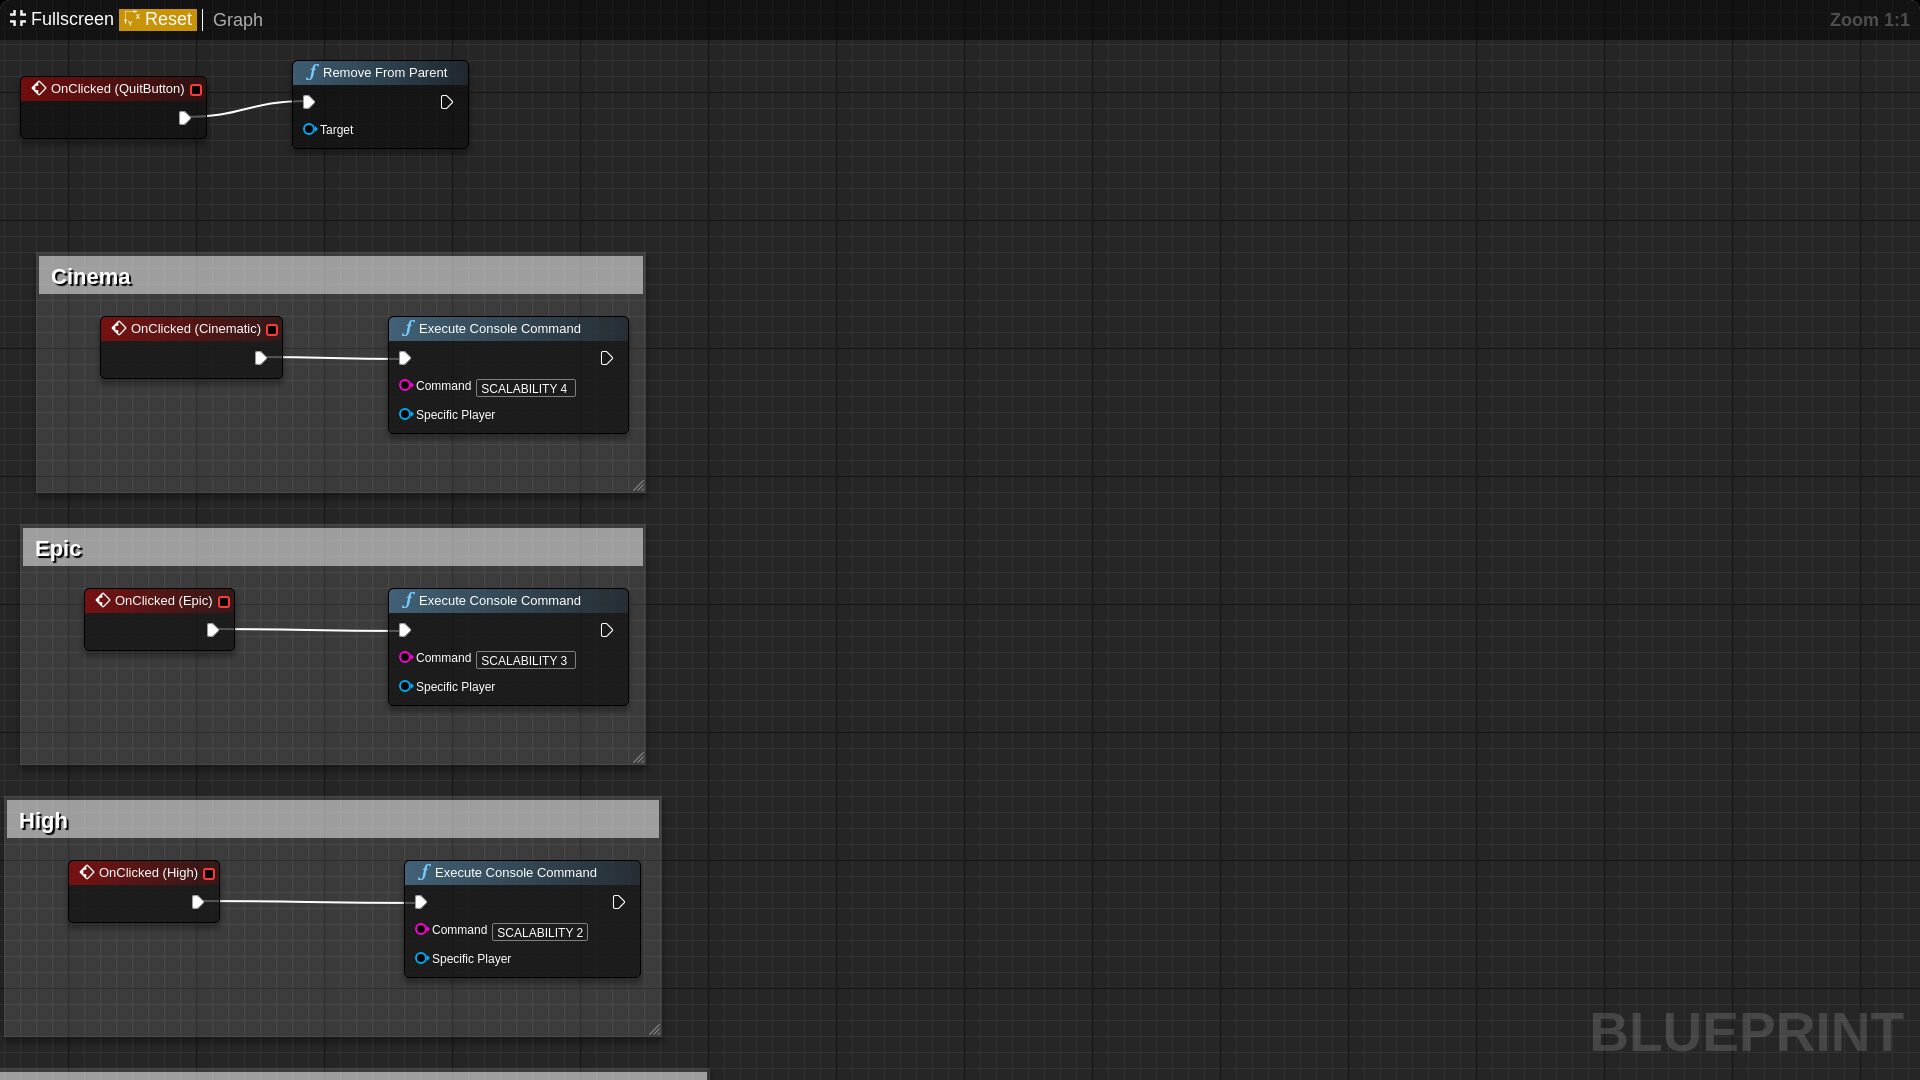 Fullscreen Reset Graph Zoom 1:1
OnClicked (QuitButton)
Remove From Parent
Target
Cinema
OnClicked (Cinematic)
Execute Console Command
Command SCALABILITY 4
Specific Player
Epic
OnClicked (Epic)
Execute Console Command
Command SCALABILITY 3
Specific Player
High
OnClicked (High)
Execute Console Command
Command SCALABILITY 2
Specific Player
BLUEPRINT